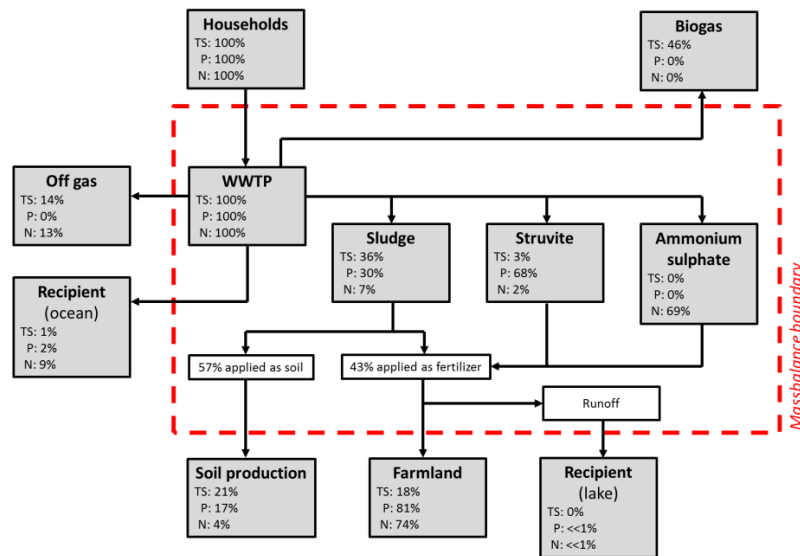 Households
TS: 100%
P: 100%
N: 100%
Biogas
TS: 46%
P: 0%
N: 0%
Off gas
TS: 14%
P: 0%
N: 13%
WWTP
TS: 100%
P: 100%
N: 100%
Sludge
TS: 36%
P: 30%
N: 7%
Struvite
TS: 3%
P: 68%
N: 2%
Ammonium
sulphate
TS: 0%
P: 0%
N: 69%
Recipient
(ocean)
TS: 1%
P: 2%
N: 9%
57% applied as soil
43% applied as fertilizer
Runoff
Massbalance boundary
Soil production
TS: 21%
P: 17%
N: 4%
Farmland
TS: 18%
P: 81%
N: 74%
Recipient
(lake)
TS: 0%
P: <<1%
N: <<1%